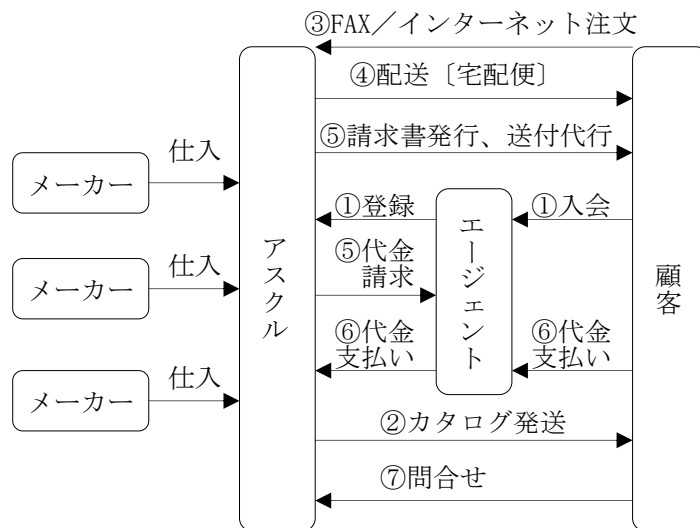 ③FAX／インターネット注文
④配送〔宅配便〕
⑤請求書発行、送付代行
仕入
メーカー
①登録
①入会
⑤代金
請求
仕入
メーカー
アスクル
エージェント
顧客
⑥代金
支払い
⑥代金
支払い
仕入
メーカー
②カタログ発送
⑦問合せ